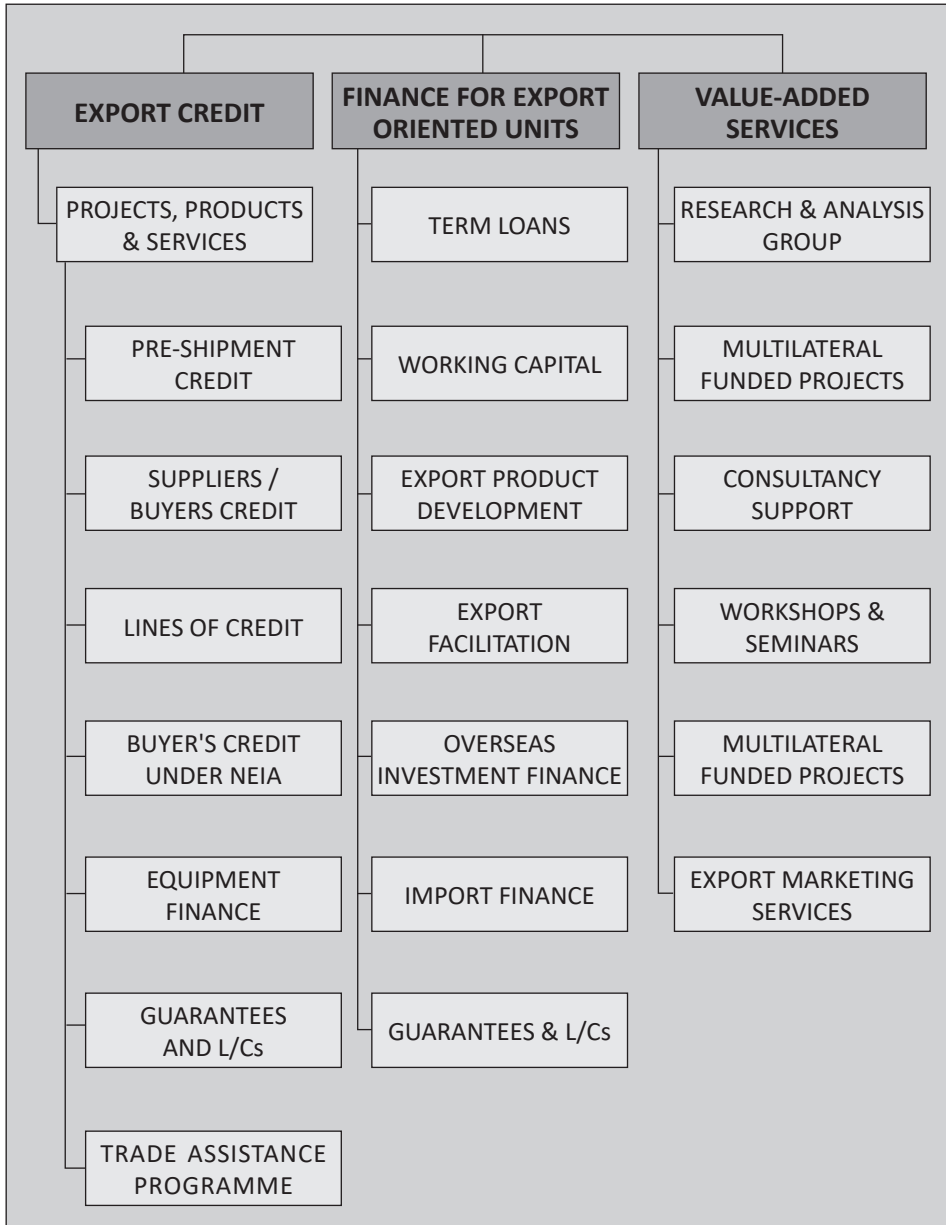 EXPORT CREDIT
FINANCE FOR EXPORT
ORIENTED UNITS
VALUE-ADDED
SERVICES
PROJECTS, PRODUCTS
& SERVICES
PRE-SHIPMENT
CREDIT
SUPPLIERS /
BUYERS CREDIT
LINES OF CREDIT
BUYER'S CREDIT
UNDER NEIA
EQUIPMENT
FINANCE
GUARANTEES
AND L/Cs
TRADE ASSISTANCE
PROGRAMME
TERM LOANS
WORKING CAPITAL
EXPORT PRODUCT
DEVELOPMENT
EXPORT
FACILITATION
OVERSEAS
INVESTMENT FINANCE
IMPORT FINANCE
GUARANTEES & L/Cs
RESEARCH & ANALYSIS
GROUP
MULTILATERAL
FUNDED PROJECTS
CONSULTANCY
SUPPORT
WORKSHOPS &
SEMINARS
MULTILATERAL
FUNDED PROJECTS
EXPORT MARKETING
SERVICES